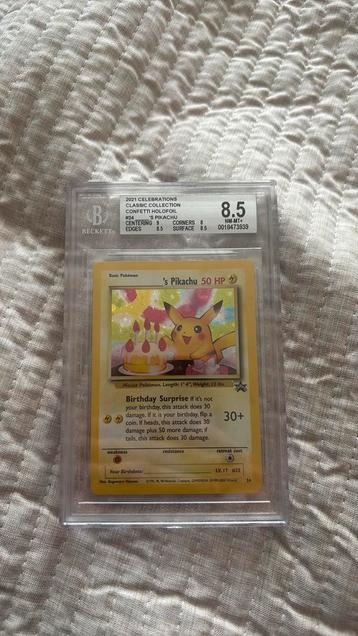 2021 CELEBRATIONS
CLASSIC COLLECTION
CONFETTI HOLOFOIL
#24 'S PIKACHU
CENTERING 9 CORNERS 8
EDGES 8.5 SURFACE 8.5
BECKETT
8.5
NM-MT+
0016473939
Basic Pokémon
's Pikachu 50 HP
Mouse Pokémon. Length: 1' 4", Weight: 13 lbs.
Birthday Surprise If it's not
your birthday, this attack does 30
damage. If it is your birthday, flip a
coin. If heads, this attack does 30
damage plus 50 more damage; if
tails, this attack does 30 damage.
30+
weakness resistance retreat cost
Your Birthdate:
24